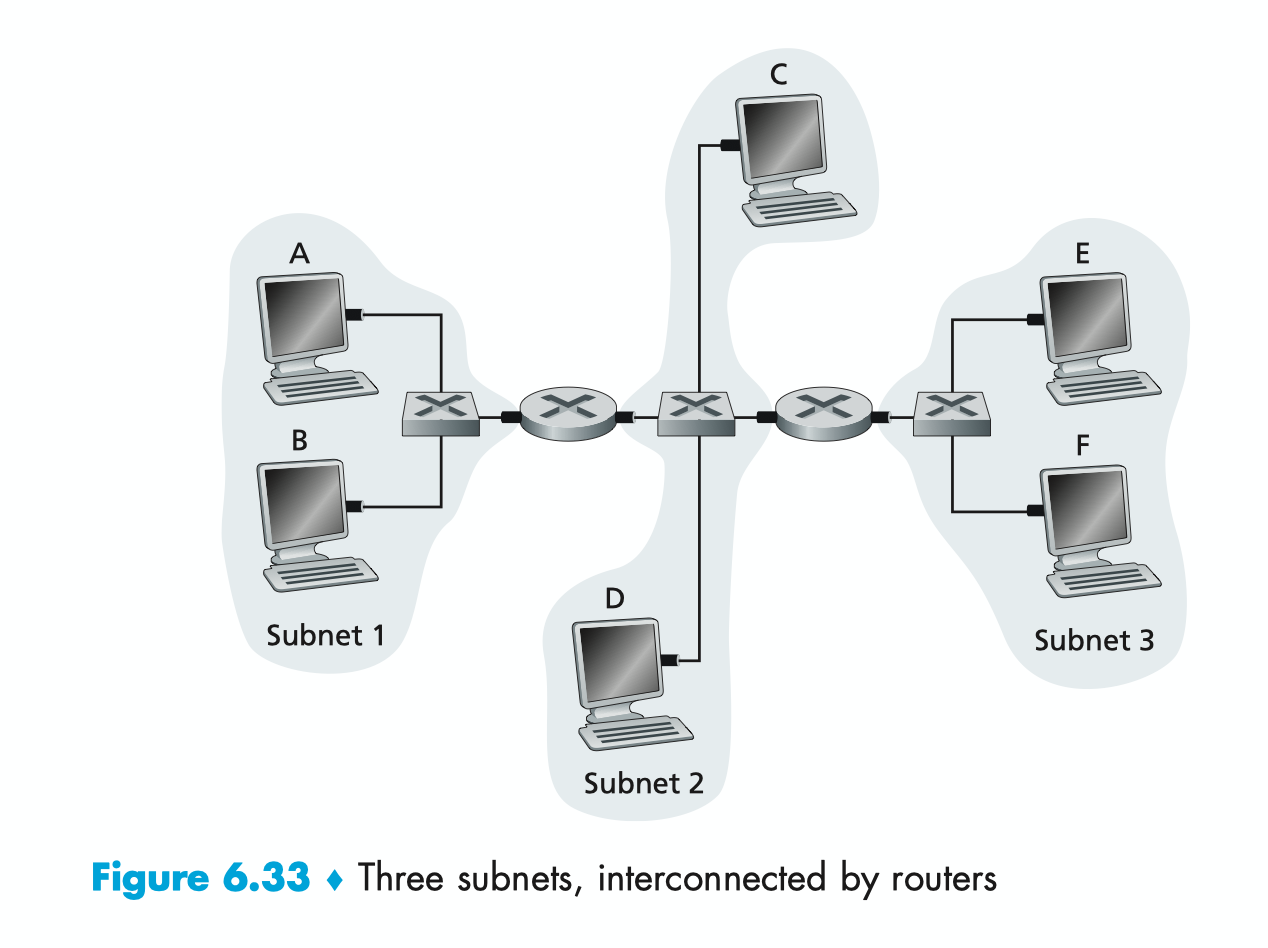 C
A
E
B
F
D
Subnet 1
Subnet 3
Subnet 2
Figure 6.33 ♦ Three subnets, interconnected by routers